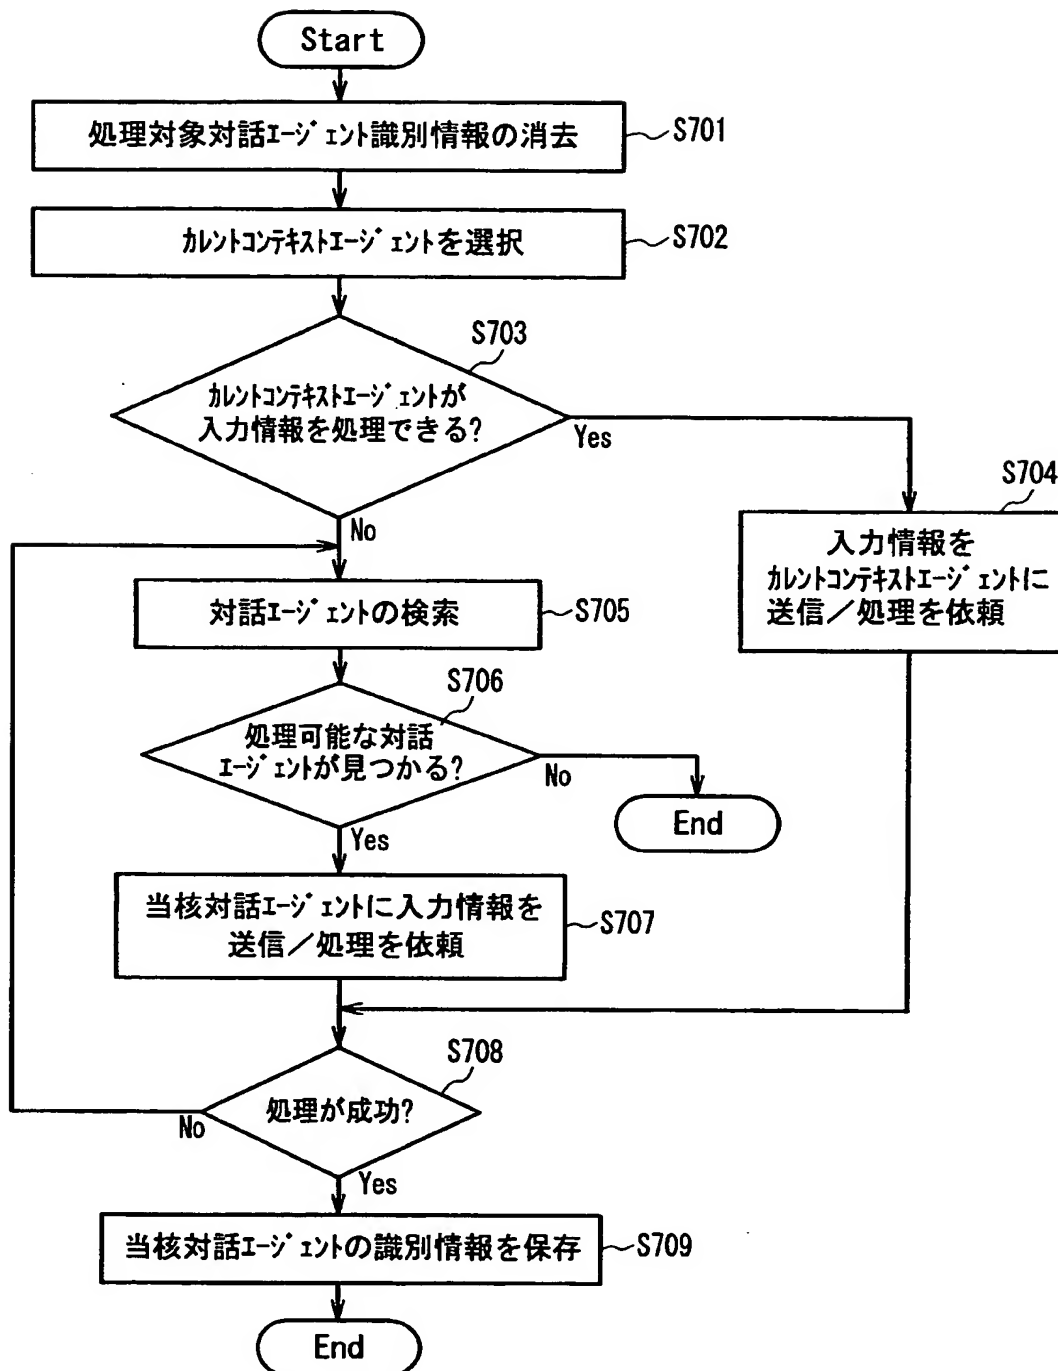 Start
処理対象対話ｴｰｼﾞｪﾝﾄ識別情報の消去
S701
ｶﾚﾝﾄｺﾝﾃｷｽﾄｴｰｼﾞｪﾝﾄを選択
S702
S703
ｶﾚﾝﾄｺﾝﾃｷｽﾄｴｰｼﾞｪﾝﾄが
入力情報を処理できる?
Yes
No
S704
入力情報を
ｶﾚﾝﾄｺﾝﾃｷｽﾄｴｰｼﾞｪﾝﾄに
送信／処理を依頼
対話ｴｰｼﾞｪﾝﾄの検索
S705
S706
処理可能な対話
ｴｰｼﾞｪﾝﾄが見つかる?
No
End
Yes
当核対話ｴｰｼﾞｪﾝﾄに入力情報を
送信／処理を依頼
S707
S708
処理が成功?
No
Yes
当核対話ｴｰｼﾞｪﾝﾄの識別情報を保存
S709
End